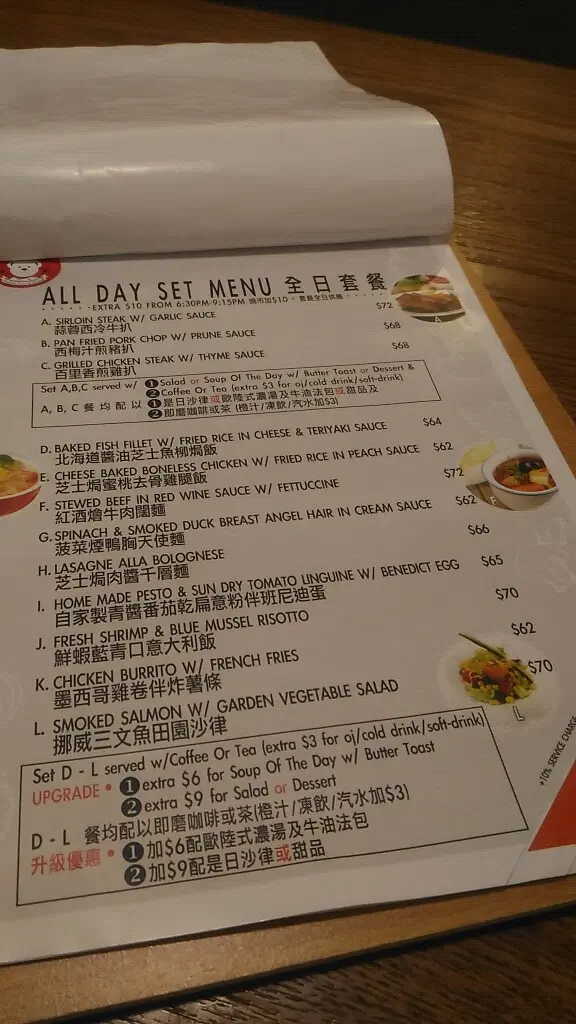 ALL DAY SET MENU 全日套餐
EXTRA $10 FROM 6:30PM-9:15PM 晚市加$10 · 套餐全日供應
A. SIRLOIN STEAK W/ GARLIC SAUCE $72
蒜蓉西冷牛扒
B. PAN FRIED PORK CHOP W/ PRUNE SAUCE $68
西梅汁煎豬扒
C. GRILLED CHICKEN STEAK W/ THYME SAUCE $68
百里香煎雞扒
A
Set A,B,C served w/ ❶ Salad or Soup Of The Day w/ Butter Toast or Dessert &
❷ Coffee Or Tea (extra $3 for oj/cold drink/soft-drink)
A, B, C 餐均配以 ❶ 是日沙律或歐陸式濃湯及牛油法包或甜品及
❷ 即磨咖啡或茶 (橙汁/凍飲/汽水加$3)
D. BAKED FISH FILLET W/ FRIED RICE IN CHEESE & TERIYAKI SAUCE $64
北海道醬油芝士魚柳焗飯
E. CHEESE BAKED BONELESS CHICKEN W/ FRIED RICE IN PEACH SAUCE $62
芝士焗蜜桃去骨雞腿飯
F. STEWED BEEF IN RED WINE SAUCE W/ FETTUCCINE $72
紅酒燴牛肉闊麵
G. SPINACH & SMOKED DUCK BREAST ANGEL HAIR IN CREAM SAUCE $62
菠菜煙鴨胸天使麵
H. LASAGNE ALLA BOLOGNESE $66
芝士焗肉醬千層麵
I. HOME MADE PESTO & SUN DRY TOMATO LINGUINE W/ BENEDICT EGG $65
自家製青醬番茄乾扁意粉伴班尼迪蛋
J. FRESH SHRIMP & BLUE MUSSEL RISOTTO $70
鮮蝦藍青口意大利飯
K. CHICKEN BURRITO W/ FRENCH FRIES $62
墨西哥雞卷伴炸薯條
L. SMOKED SALMON W/ GARDEN VEGETABLE SALAD $70
挪威三文魚田園沙律
L
Set D - L served w/Coffee Or Tea (extra $3 for oj/cold drink/soft-drink)
UPGRADE • ❶ extra $6 for Soup Of The Day w/ Butter Toast
❷ extra $9 for Salad or Dessert
D - L 餐均配以即磨咖啡或茶(橙汁/凍飲/汽水加$3)
升級優惠 • ❶ 加$6配歐陸式濃湯及牛油法包
❷ 加$9配是日沙律或甜品
+10% SERVICE CHARGE